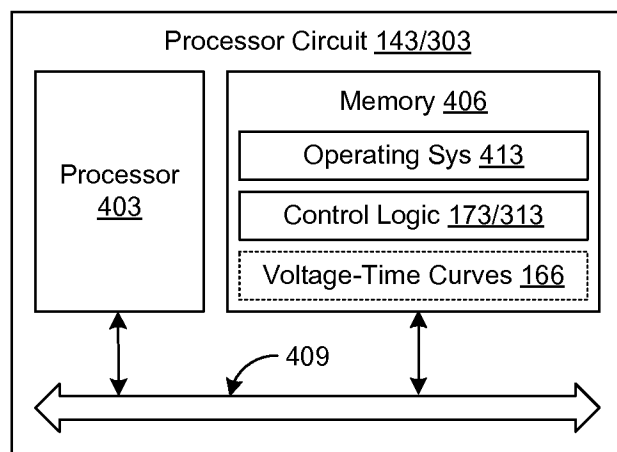 Processor Circuit 143/303
Processor
403
Memory 406
Operating Sys 413
Control Logic 173/313
Voltage-Time Curves 166
409